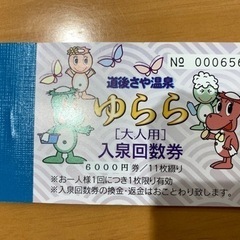 № 000656
道後さや温泉
ゆらら
[大人用]
入泉回数券
6000円券/11枚綴り
※お一人様1回につき1枚限り有効
※入泉回数券の換金・返金はおことわり致します。